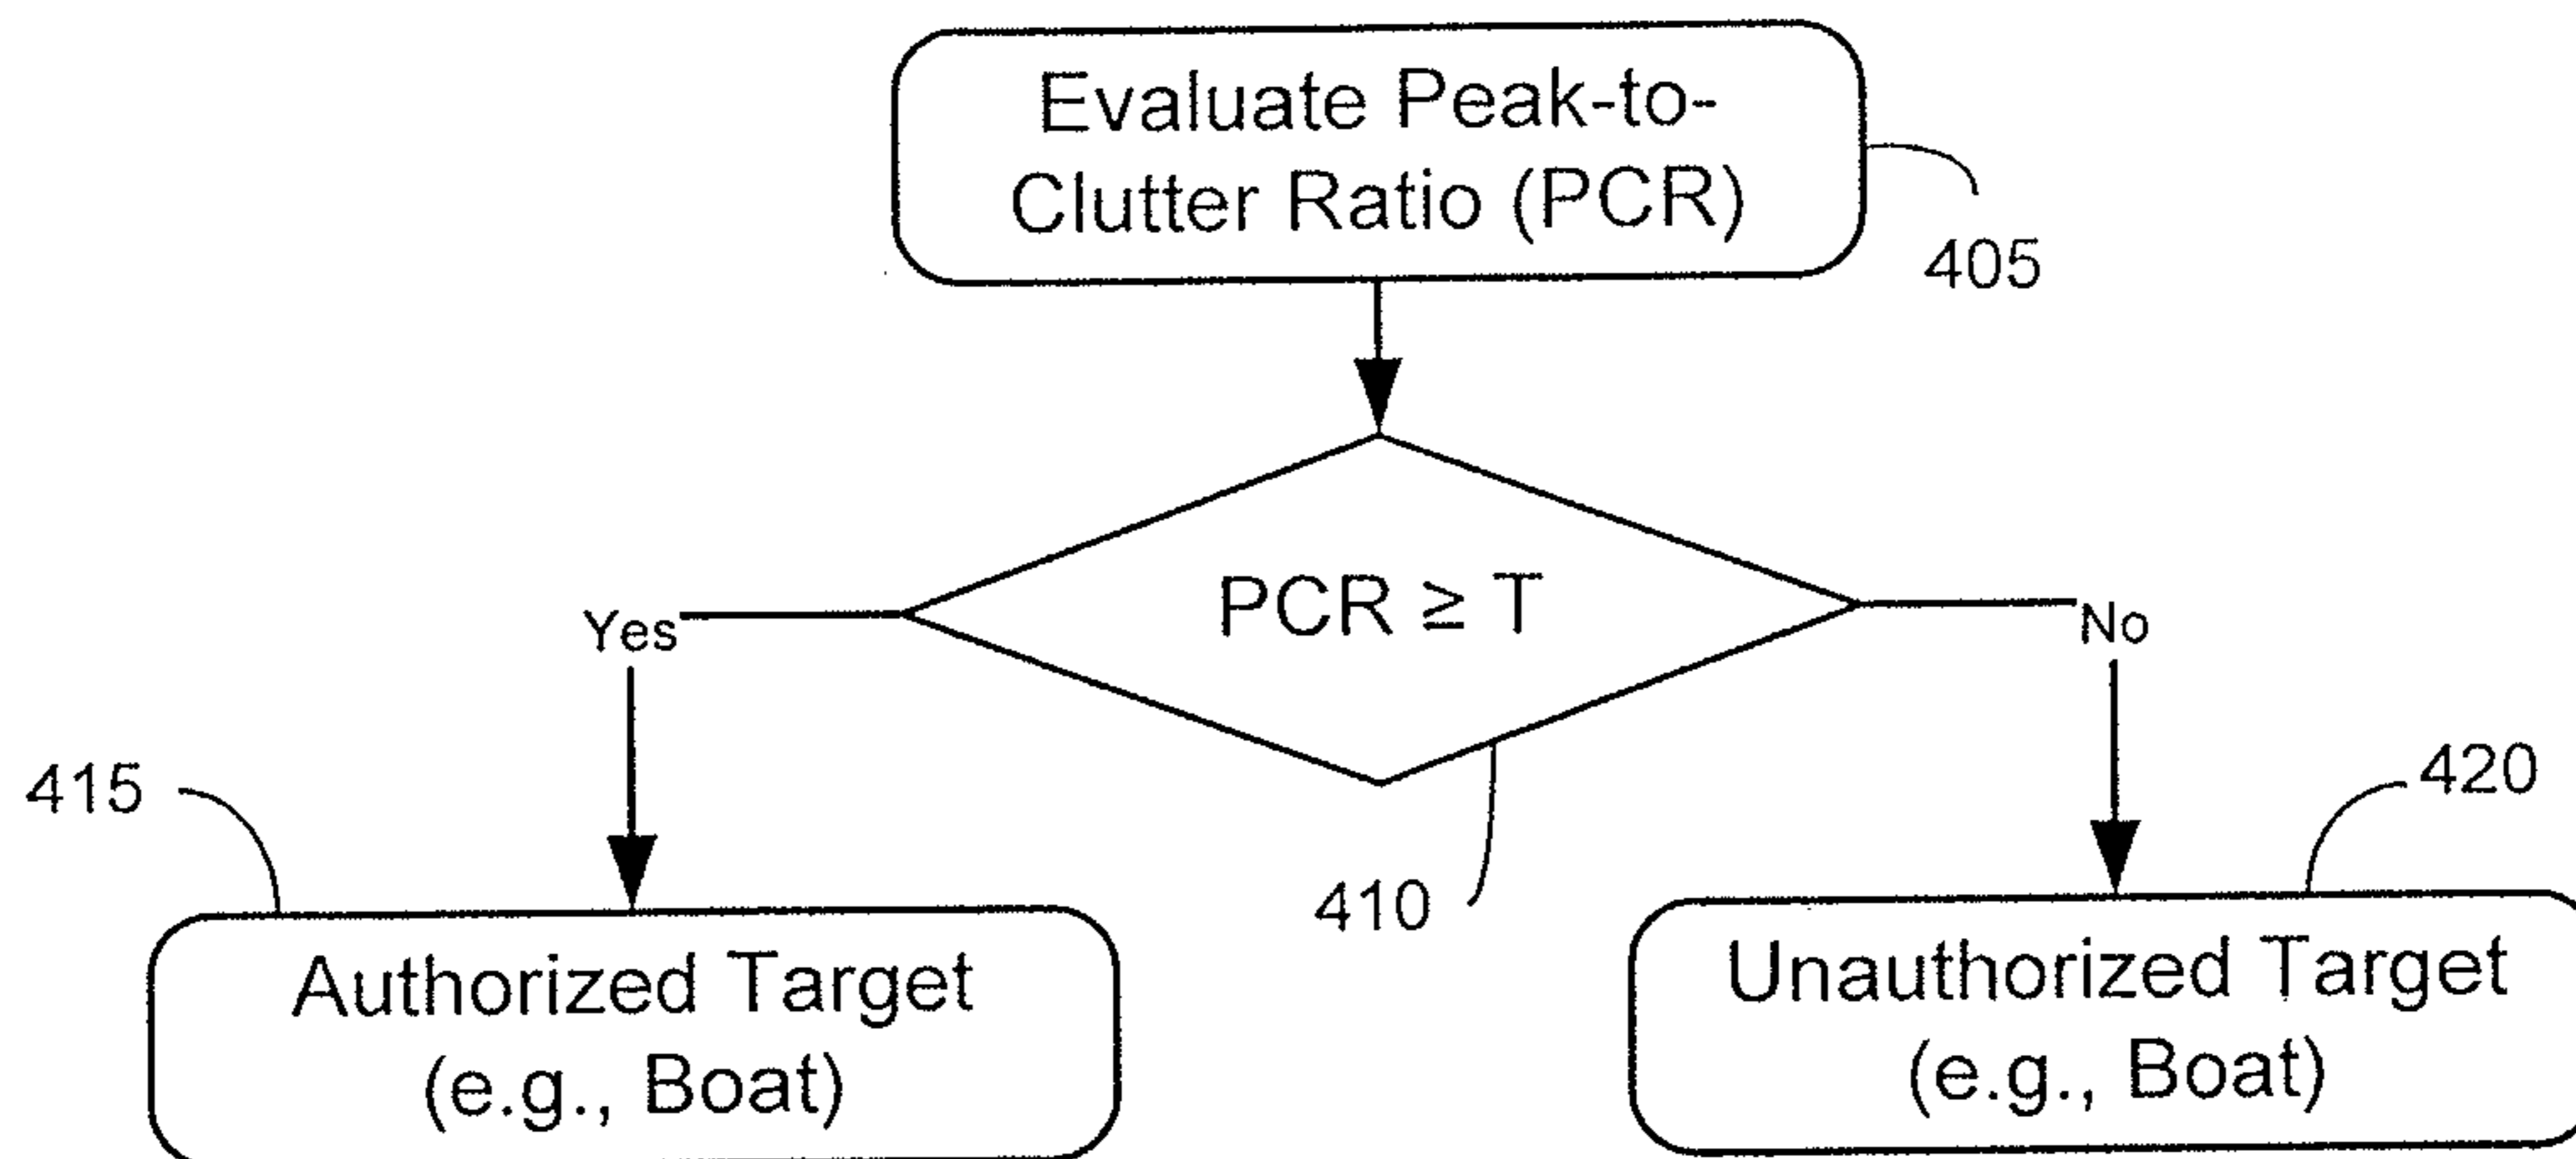 Evaluate Peak-to-
Clutter Ratio (PCR)
405
PCR ≥ T
Yes
No
415
420
410
Authorized Target
(e.g., Boat)
Unauthorized Target
(e.g., Boat)